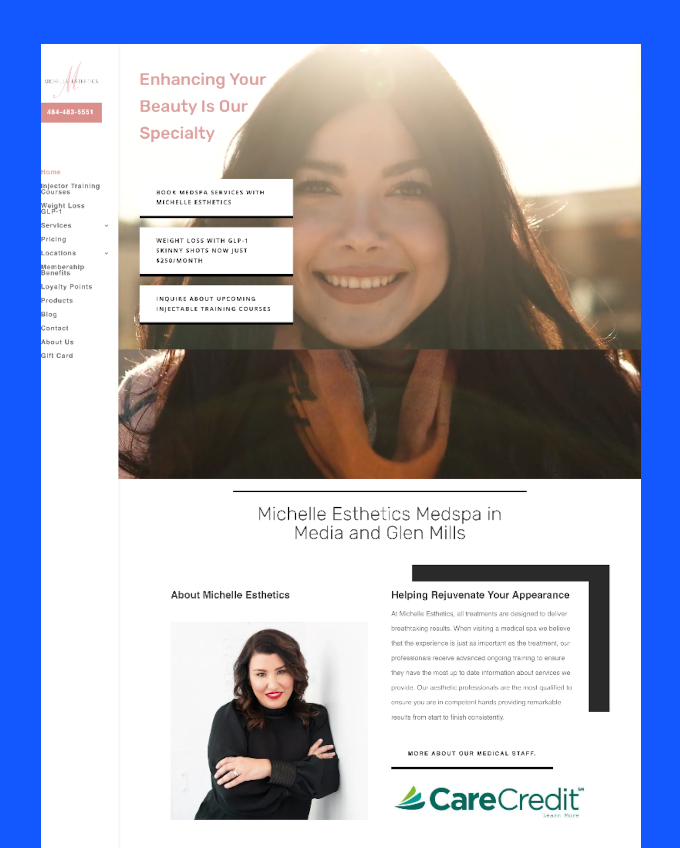 MICHELLE ESTHETICS
484-483-6551
Home
Injector Training
Courses
Weight Loss
GLP-1
Services
Pricing
Locations
Membership
Benefits
Loyalty Points
Products
Blog
Contact
About Us
Gift Card
Enhancing Your
Beauty Is Our
Specialty
BOOK MEDSPA SERVICES WITH
MICHELLE ESTHETICS
WEIGHT LOSS WITH GLP-1
SKINNY SHOTS NOW JUST
$250/MONTH
INQUIRE ABOUT UPCOMING
INJECTABLE TRAINING COURSES
Michelle Esthetics Medspa in
Media and Glen Mills
About Michelle Esthetics
Helping Rejuvenate Your Appearance
At Michelle Esthetics, all treatments are designed to deliver
breathtaking results. When visiting a medical spa we believe
that the experience is just as important as the treatment, our
professionals receive advanced ongoing training to ensure
they have the most up to date information about services we
provide. Our aesthetic professionals are the most qualified to
ensure you are in competent hands providing remarkable
results from start to finish consistently.
MORE ABOUT OUR MEDICAL STAFF.
CareCredit
Learn More